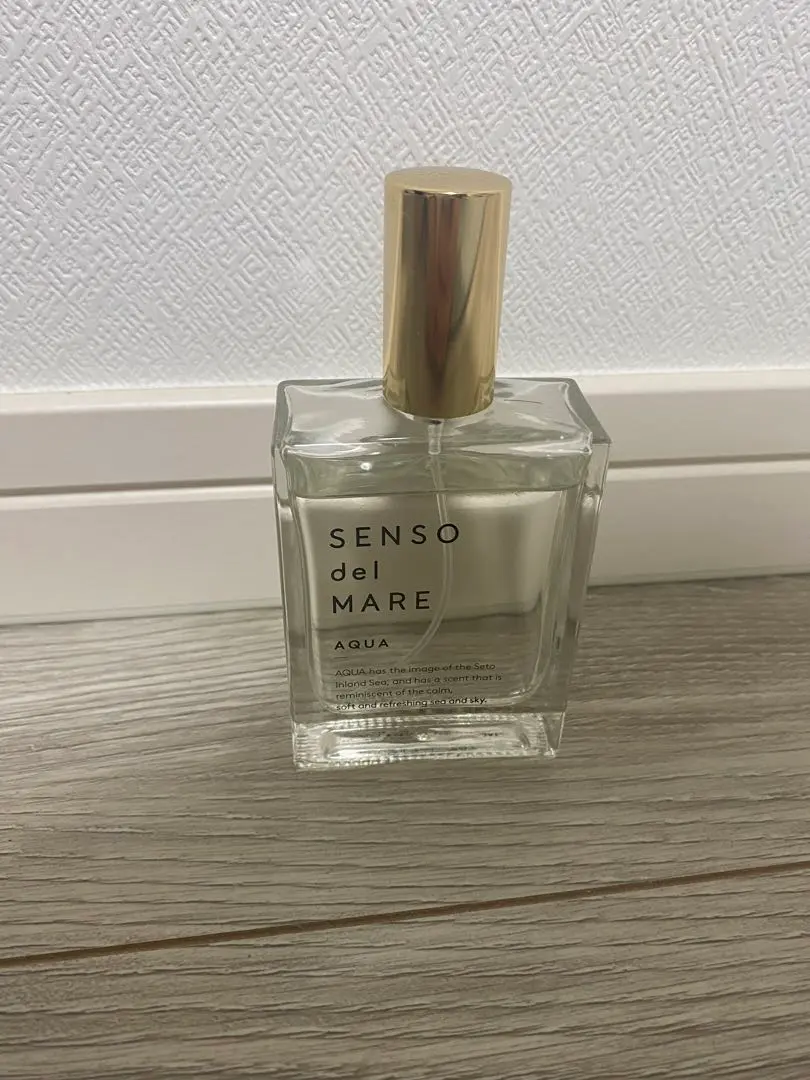 SENSO
del
MARE
AQUA
AQUA has the image of the Seto
Inland Sea, and has a scent that is
reminiscent of the calm,
soft and refreshing sea and sky.